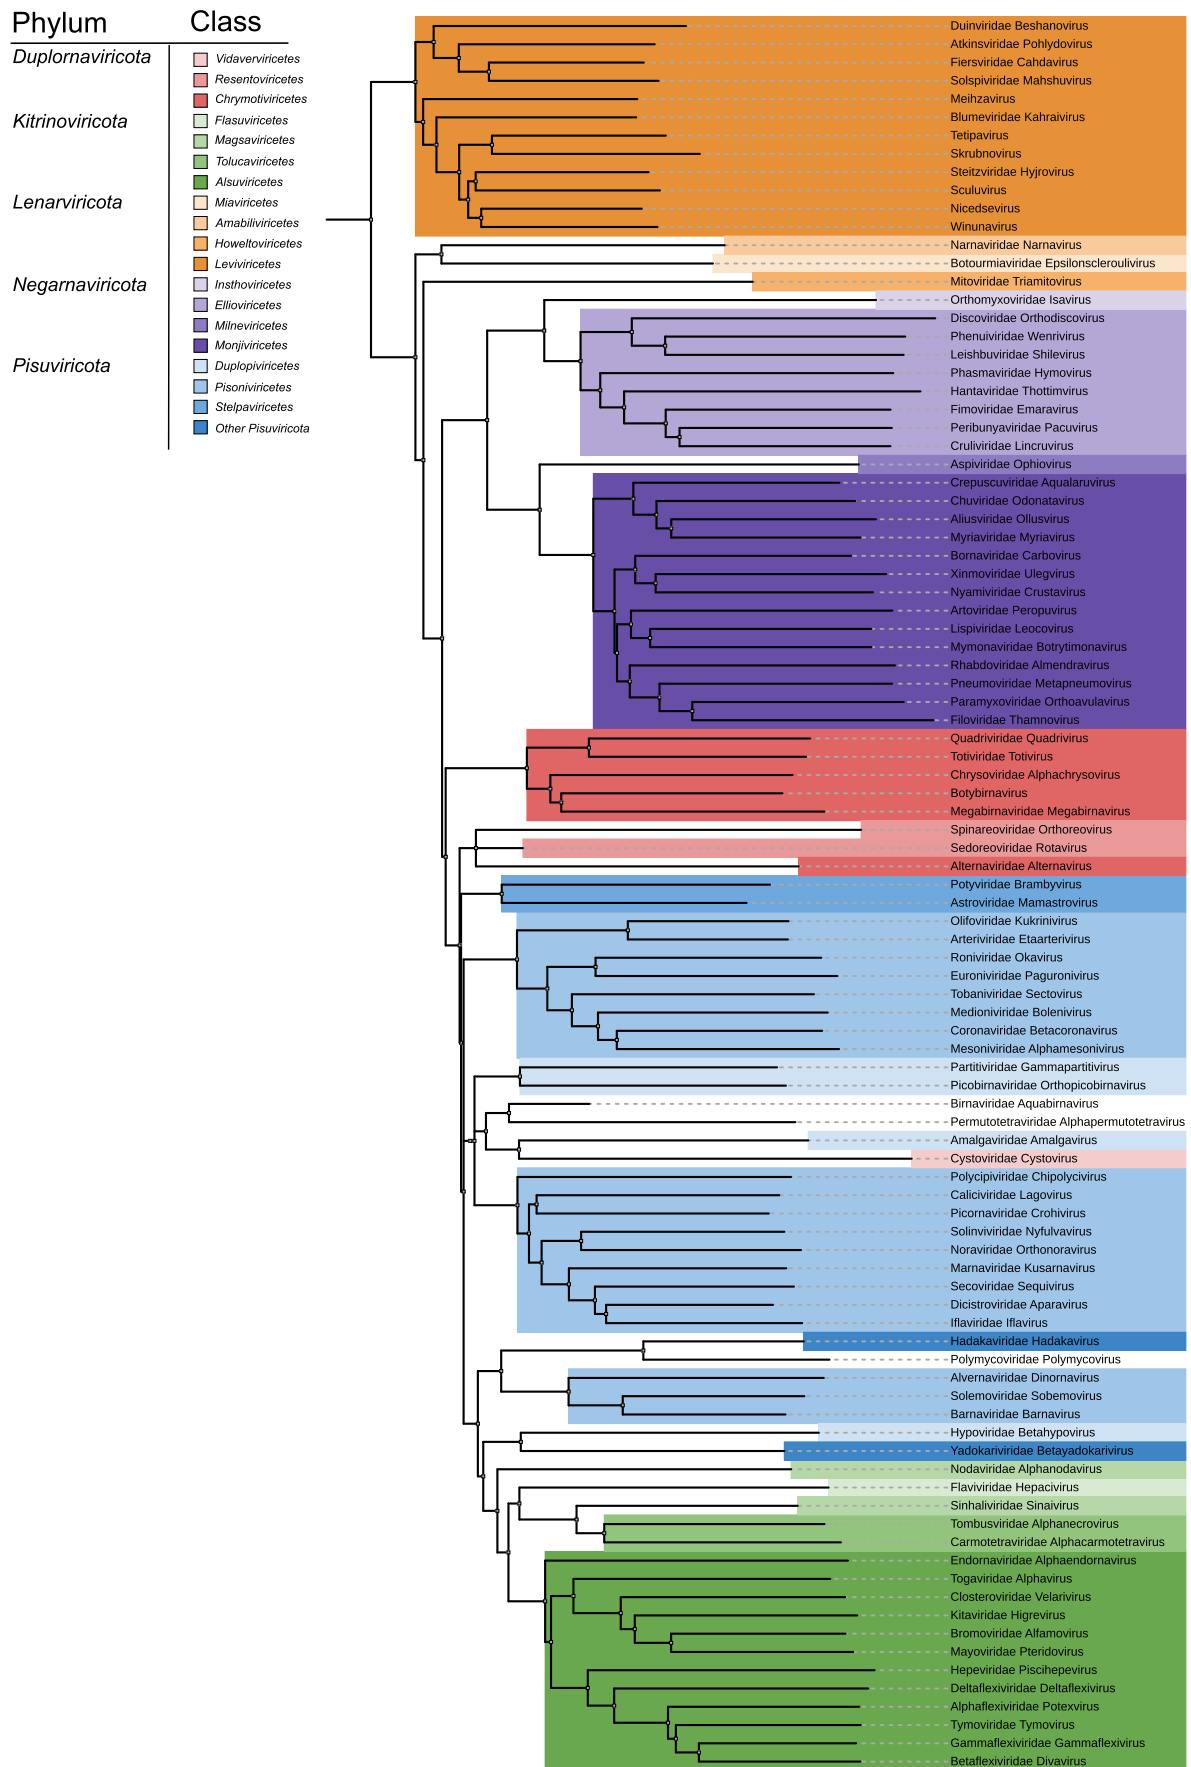 Phylum
Class
Duplornaviricota
Vidaverviricetes
Resentoviricetes
Chrymotiviricetes
Kitrinoviricota
Flasuviricetes
Magsaviricetes
Tolucaviricetes
Alsuviricetes
Lenarviricota
Miaviricetes
Amabiliviricetes
Howeltoviricetes
Leviviricetes
Negarnaviricota
Insthoviricetes
Ellioviricetes
Milneviricetes
Monjiviricetes
Pisuviricota
Duplopiviricetes
Pisoniviricetes
Stelpaviricetes
Other Pisuviricota
Duinviridae Beshanovirus
Atkinsviridae Pohlydovirus
Fiersviridae Cahdavirus
Solspiviridae Mahshuvirus
Meihzavirus
Blumeviridae Kahraivirus
Tetipavirus
Skrubnovirus
Steitzviridae Hyjrovirus
Sculuvirus
Nicedsevirus
Winunavirus
Narnaviridae Narnavirus
Botourmiaviridae Epsilonscleroulivirus
Mitoviridae Triamitovirus
Orthomyxoviridae Isavirus
Discoviridae Orthodiscovirus
Phenuiviridae Wenrivirus
Leishbuviridae Shilevirus
Phasmaviridae Hymovirus
Hantaviridae Thottimvirus
Fimoviridae Emaravirus
Peribunyaviridae Pacuvirus
Cruliviridae Lincruvirus
Aspiviridae Ophiovirus
Crepuscuviridae Aqualaruvirus
Chuviridae Odonatavirus
Aliusviridae Ollusvirus
Myriaviridae Myriavirus
Bornaviridae Carbovirus
Xinmoviridae Ulegvirus
Nyamiviridae Crustavirus
Artoviridae Peropuvirus
Lispiviridae Leocovirus
Mymonaviridae Botrytimonavirus
Rhabdoviridae Almendravirus
Pneumoviridae Metapneumovirus
Paramyxoviridae Orthoavulavirus
Filoviridae Thamnovirus
Quadriviridae Quadrivirus
Totiviridae Totivirus
Chrysoviridae Alphachrysovirus
Botybirnavirus
Megabirnaviridae Megabirnavirus
Spinareoviridae Orthoreovirus
Sedoreoviridae Rotavirus
Alternaviridae Alternavirus
Potyviridae Brambyvirus
Astroviridae Mamastrovirus
Olifoviridae Kukrinivirus
Arteriviridae Etaarterivirus
Roniviridae Okavirus
Euroniviridae Paguronivirus
Tobaniviridae Sectovirus
Medioniviridae Bolenivirus
Coronaviridae Betacoronavirus
Mesoniviridae Alphamesonivirus
Partitiviridae Gammapartitivirus
Picobirnaviridae Orthopicobirnavirus
Birnaviridae Aquabirnavirus
Permutotetraviridae Alphapermutotetravirus
Amalgaviridae Amalgavirus
Cystoviridae Cystovirus
Polycipiviridae Chipolycivirus
Caliciviridae Lagovirus
Picornaviridae Crohivirus
Solinviviridae Nyfulvavirus
Noraviridae Orthonoravirus
Marnaviridae Kusarnavirus
Secoviridae Sequivirus
Dicistroviridae Aparavirus
Iflaviridae Iflavirus
Hadakaviridae Hadakavirus
Polymycoviridae Polymycovirus
Alvernaviridae Dinornavirus
Solemoviridae Sobemovirus
Barnaviridae Barnavirus
Hypoviridae Betahypovirus
Yadokariviridae Betayadokarivirus
Nodaviridae Alphanodavirus
Flaviviridae Hepacivirus
Sinhaliviridae Sinaivirus
Tombusviridae Alphanecrovirus
Carmotetraviridae Alphacarmotetravirus
Endornaviridae Alphaendornavirus
Togaviridae Alphavirus
Closteroviridae Velarivirus
Kitaviridae Higrevirus
Bromoviridae Alfamovirus
Mayoviridae Pteridovirus
Hepeviridae Piscihepevirus
Deltaflexiviridae Deltaflexivirus
Alphaflexiviridae Potexvirus
Tymoviridae Tymovirus
Gammaflexiviridae Gammaflexivirus
Betaflexiviridae Divavirus